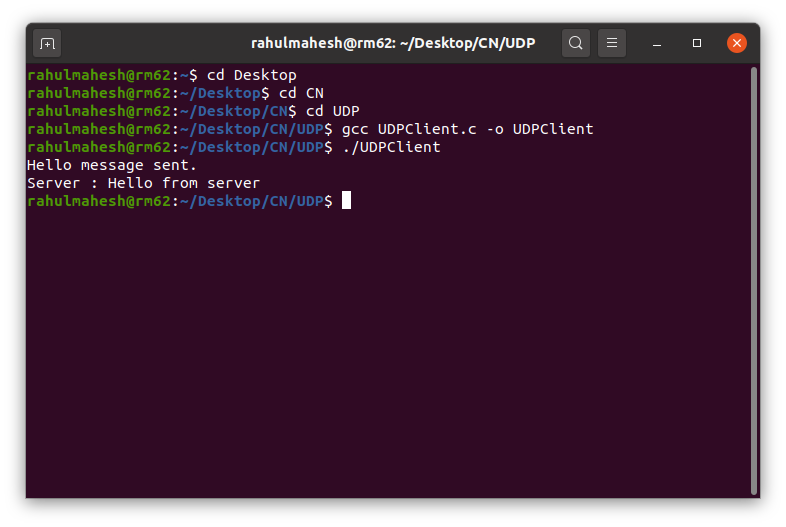 rahulmahesh@rm62: ~/Desktop/CN/UDP
rahulmahesh@rm62:~$ cd Desktop
rahulmahesh@rm62:~/Desktop$ cd CN
rahulmahesh@rm62:~/Desktop/CN$ cd UDP
rahulmahesh@rm62:~/Desktop/CN/UDP$ gcc UDPClient.c -o UDPClient
rahulmahesh@rm62:~/Desktop/CN/UDP$ ./UDPClient
Hello message sent.
Server : Hello from server
rahulmahesh@rm62:~/Desktop/CN/UDP$